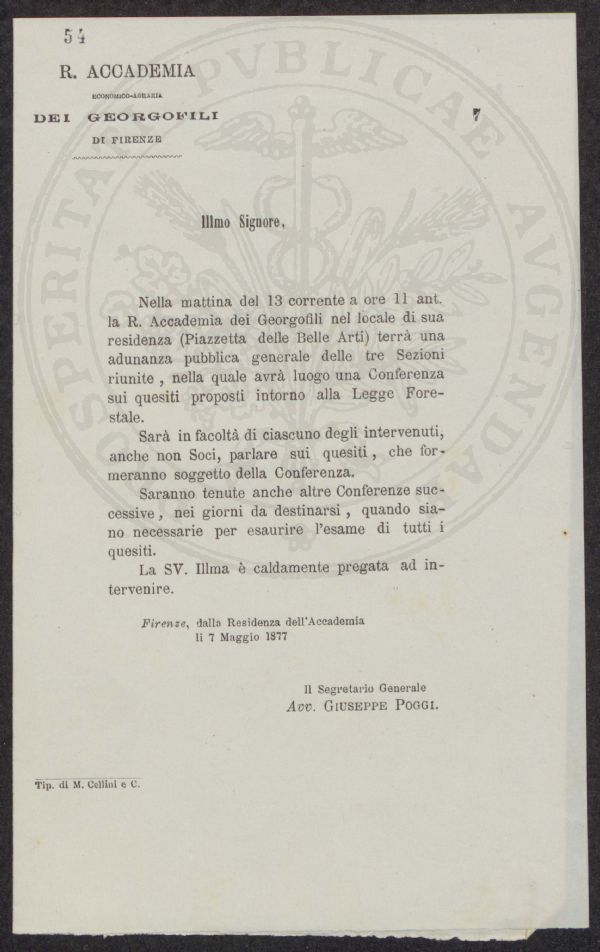 54
R. ACCADEMIA
ECONOMICO-AGRARIA
DEI GEORGOFILI
DI FIRENZE
7
Illmo Signore,
Nella mattina del 13 corrente a ore 11 ant.
la R. Accademia dei Georgofili nel locale di sua
residenza (Piazzetta delle Belle Arti) terrà una
adunanza pubblica generale delle tre Sezioni
riunite, nella quale avrà luogo una Conferenza
sui quesiti proposti intorno alla Legge Fore-
stale.
Sarà in facoltà di ciascuno degli intervenuti,
anche non Soci, parlare sui quesiti, che for-
meranno soggetto della Conferenza.
Saranno tenute anche altre Conferenze suc-
cessive, nei giorni da destinarsi, quando sia-
no necessarie per esaurire l'esame di tutti i
quesiti.
La SV. Illma è caldamente pregata ad in-
tervenire.
Firenze, dalla Residenza dell'Accademia
li 7 Maggio 1877
Il Segretario Generale
Avv. GIUSEPPE POGGI.
Tip. di M. Cellini e C.
PROSPERITATI PVBLICAE AVGENDAE